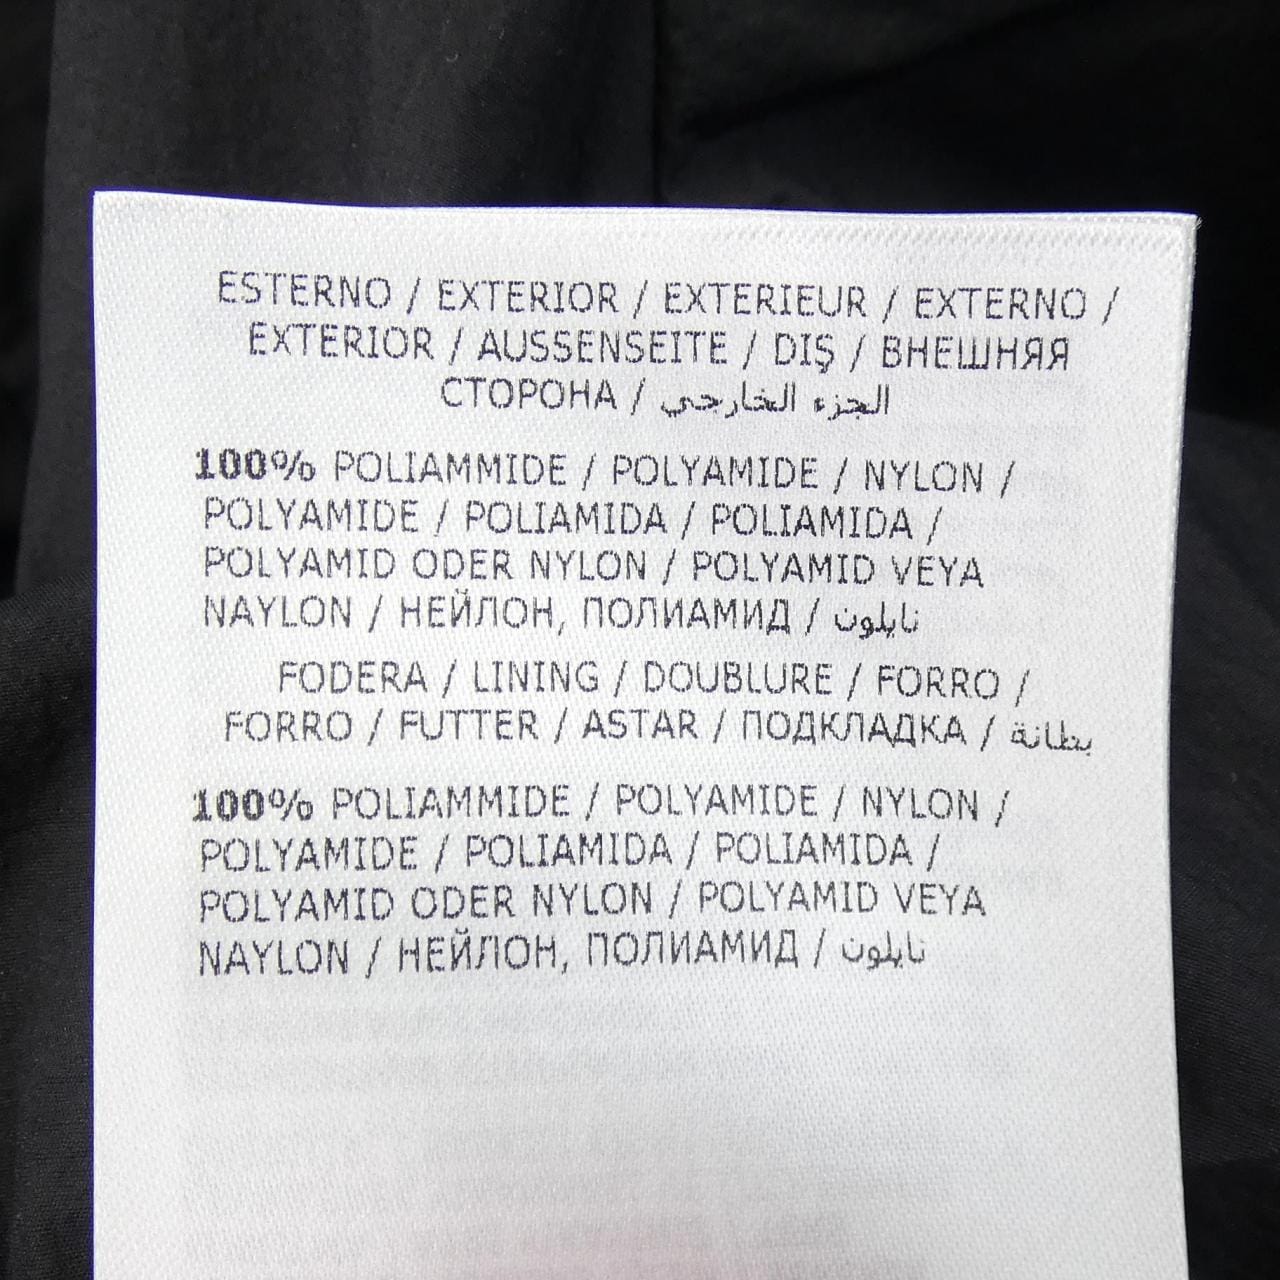 ESTERNO / EXTERIOR / EXTERIEUR / EXTERNO /
EXTERIOR / AUSSENSEITE / DIŞ / ВНЕШНЯЯ
СТОРОНА / الجزء الخارجي
100% POLIAMMIDE / POLYAMIDE / NYLON /
POLYAMIDE / POLIAMIDA / POLIAMIDA /
POLYAMID ODER NYLON / POLYAMID VEYA
NAYLON / НЕЙЛОН, ПОЛИАМИД / نايلون
FODERA / LINING / DOUBLURE / FORRO /
FORRO / FUTTER / ASTAR / ПОДКЛАДКА / بطانة
100% POLIAMMIDE / POLYAMIDE / NYLON /
POLYAMIDE / POLIAMIDA / POLIAMIDA /
POLYAMID ODER NYLON / POLYAMID VEYA
NAYLON / НЕЙЛОН, ПОЛИАМИД / نايلون